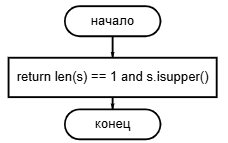 начало
return len(s) == 1 and s.isupper()
конец